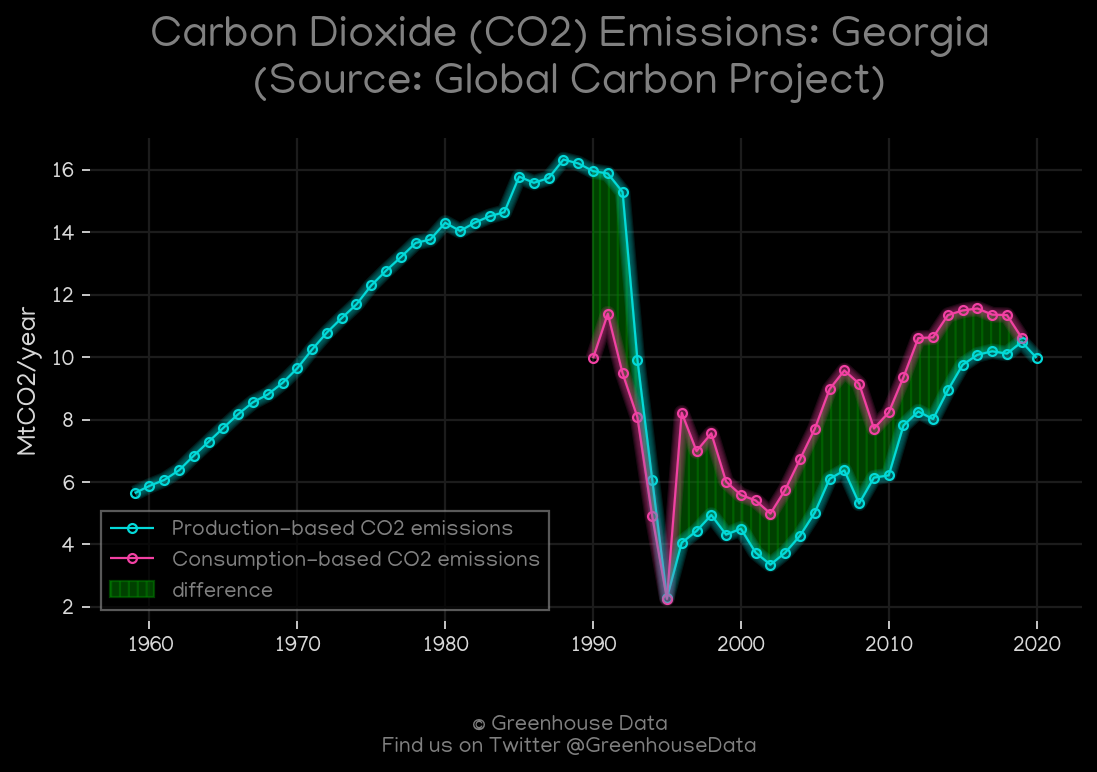 Carbon Dioxide (CO2) Emissions: Georgia
(Source: Global Carbon Project)
MtCO2/year
16
14
12
10
8
6
4
2
Production-based CO2 emissions
Consumption-based CO2 emissions
difference
1960 1970 1980 1990 2000 2010 2020
© Greenhouse Data
Find us on Twitter @GreenhouseData